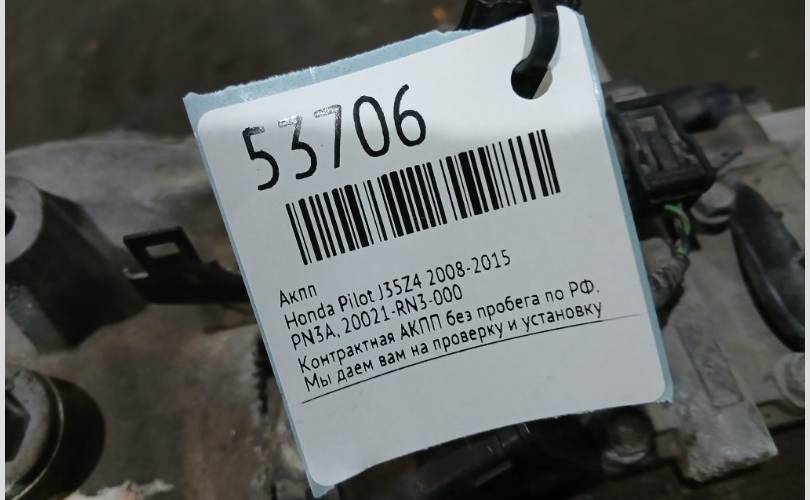 53706
Акпп
Honda Pilot J35Z4 2008-2015
PN3A, 20021-RN3-000
Контрактная АКПП без пробега по РФ.
Мы даем вам на проверку и установку